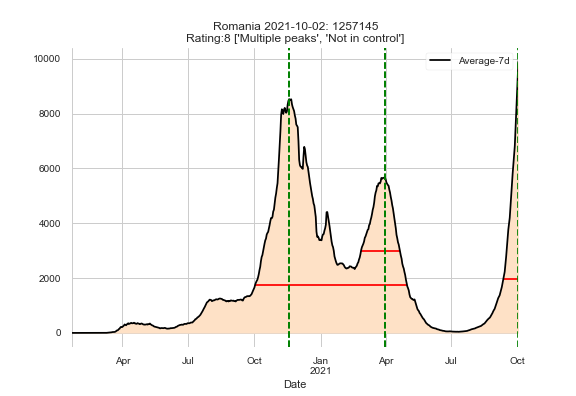 Romania 2021-10-02: 1257145
Rating:8 ['Multiple peaks', 'Not in control']
Average-7d
10000
8000
6000
4000
2000
0
Apr Jul Oct Jan Apr Jul Oct
2021
Date